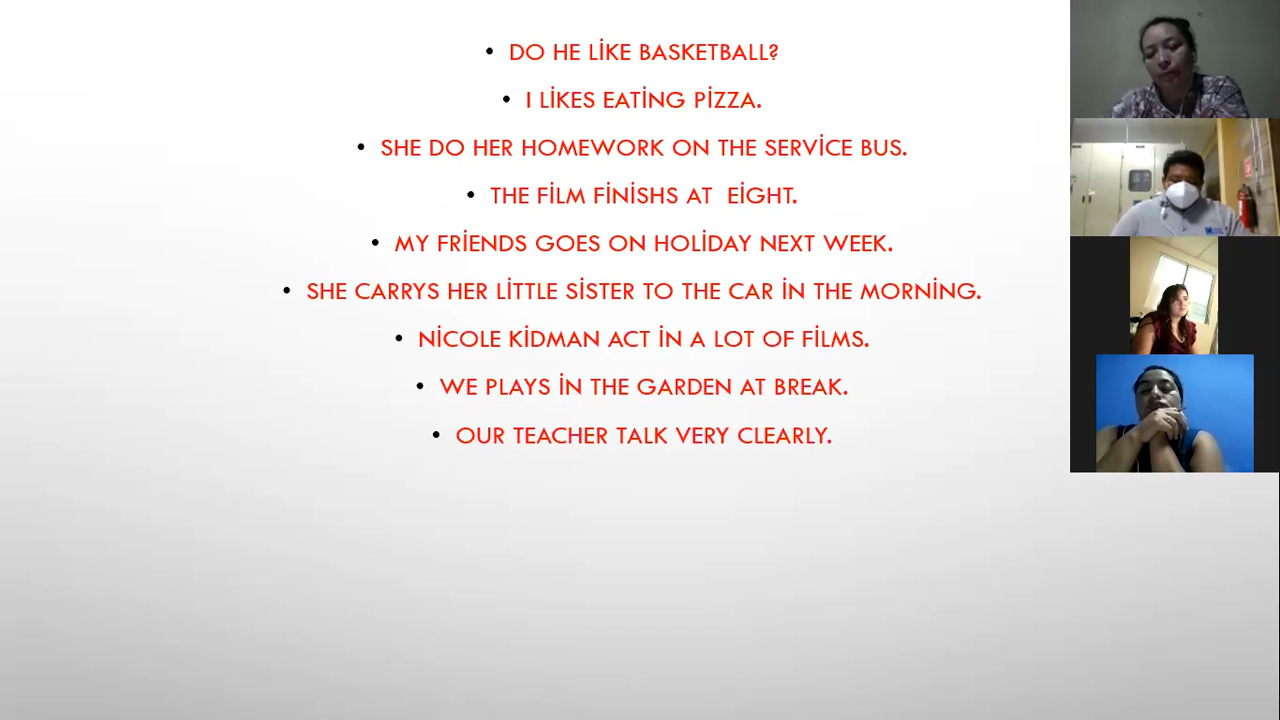 • DO HE LİKE BASKETBALL?
• I LİKES EATİNG PİZZA.
• SHE DO HER HOMEWORK ON THE SERVİCE BUS.
• THE FİLM FİNİSHS AT  EİGHT.
• MY FRİENDS GOES ON HOLİDAY NEXT WEEK.
• SHE CARRYS HER LİTTLE SİSTER TO THE CAR İN THE MORNİNG.
• NİCOLE KİDMAN ACT İN A LOT OF FİLMS.
• WE PLAYS İN THE GARDEN AT BREAK.
• OUR TEACHER TALK VERY CLEARLY.